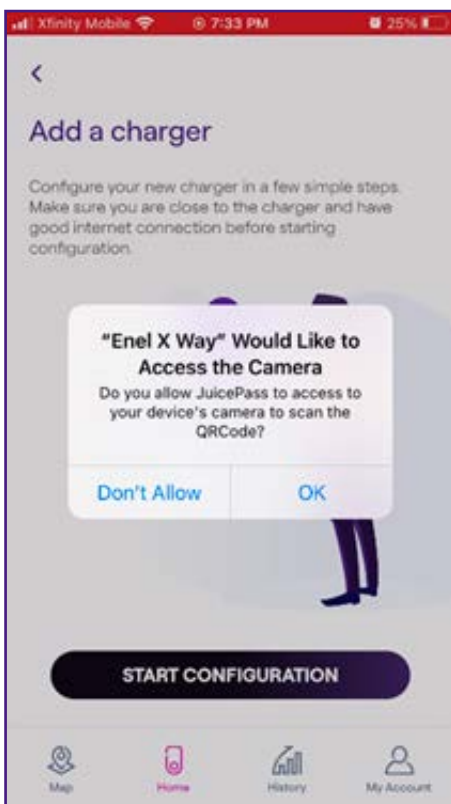 Xfinity Mobile 7:33 PM 25%
Add a charger
Configure your new charger in a few simple steps.
Make sure you are close to the charger and have
good internet connection before starting
configuration.
"Enel X Way" Would Like to
Access the Camera
Do you allow JuicePass to access to
your device's camera to scan the
QRCode?
Don't Allow OK
START CONFIGURATION
Map Home History My Account